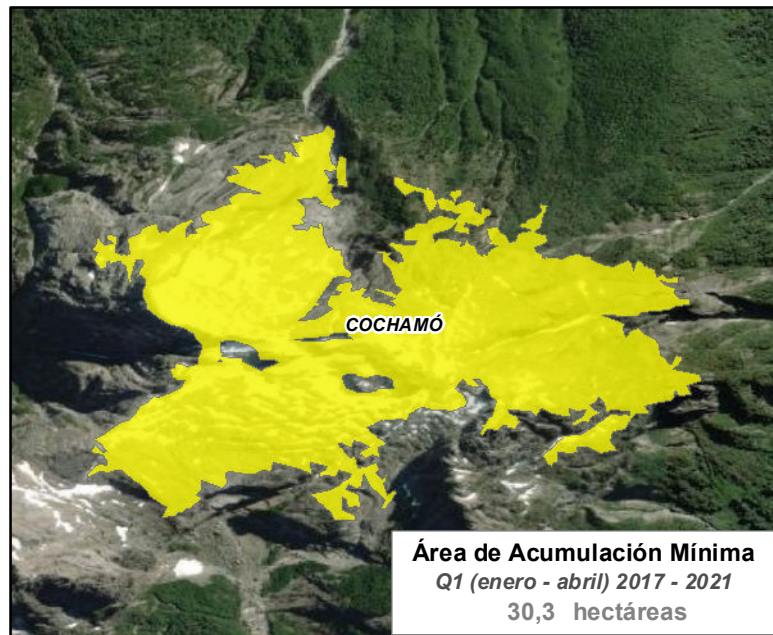 COCHAMÓ
Área de Acumulación Mínima
Q1 (enero - abril) 2017 - 2021
30,3 hectáreas